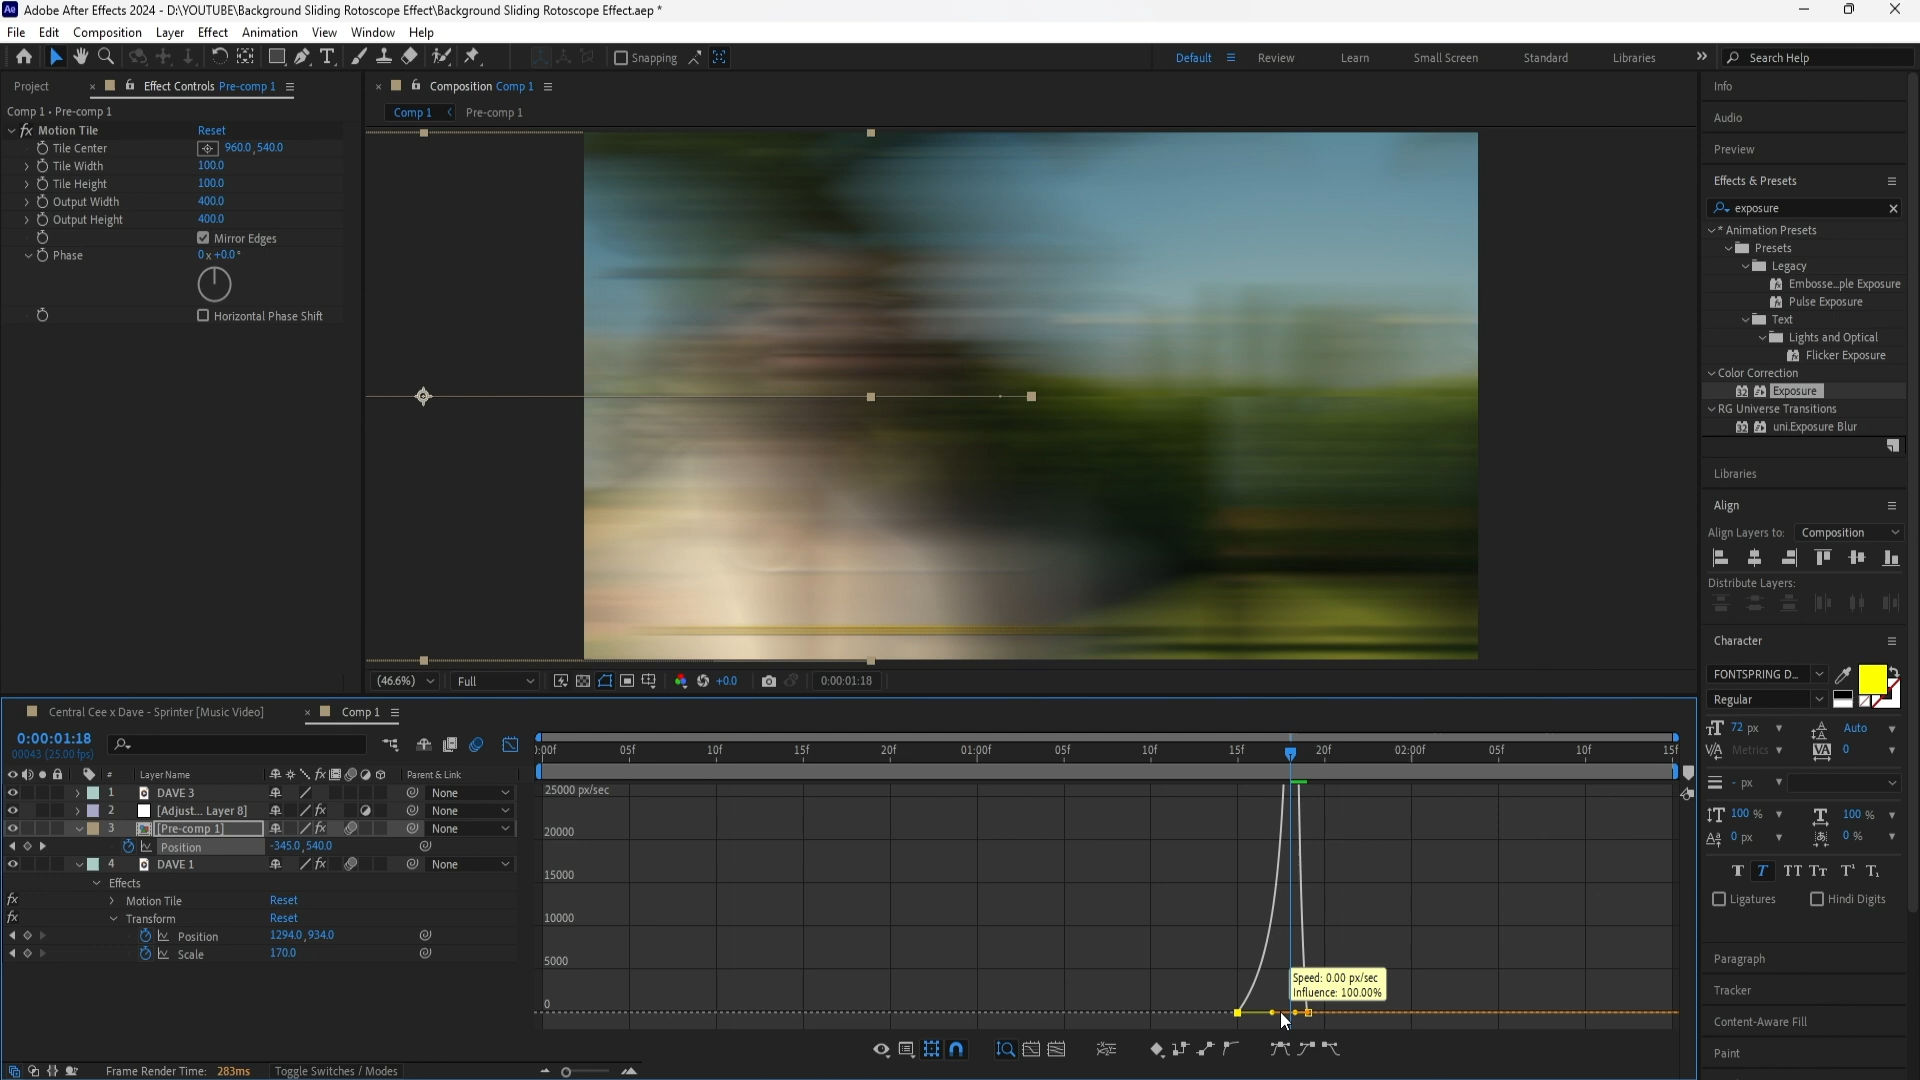 Adobe After Effects 2024 - D:\YOUTUBE\Background Sliding Rotoscope Effect\Background Sliding Rotoscope Effect.aep *
File Edit Composition Layer Effect Animation View Window Help
Snapping
Default Review Learn Small Screen Standard Libraries Search Help
Project Effect Controls Pre-comp 1
Comp 1 • Pre-comp 1
fx Motion Tile Reset
Tile Center 960.0, 540.0
Tile Width 100.0
Tile Height 100.0
Output Width 400.0
Output Height 400.0
Mirror Edges
Phase 0x+0.0°
Horizontal Phase Shift
Composition Comp 1
Comp 1 Pre-comp 1
(46.6%) Full +0.0 0:00:01:18
Info
Audio
Preview
Effects & Presets
exposure
* Animation Presets
Presets
Legacy
Embosse...ple Exposure
Pulse Exposure
Text
Lights and Optical
Flicker Exposure
Color Correction
Exposure
RG Universe Transitions
uni.Exposure Blur
Libraries
Align
Align Layers to: Composition
Distribute Layers:
Character
FONTSPRING D...
Regular
72 px Auto
Metrics 0
- px
100 % 100 %
0 px 0 %
T T TT Tt T¹ T₁
Ligatures Hindi Digits
Paragraph
Tracker
Content-Aware Fill
Paint
Central Cee x Dave - Sprinter [Music Video] Comp 1
0:00:01:18
00043 (25.00 fps)
# Layer Name fx Parent & Link
1 DAVE 3 None
2 [Adjust... Layer 8] fx None
3 [Pre-comp 1] fx None
Position -345.0, 540.0
4 DAVE 1 fx None
Effects
fx Motion Tile Reset
fx Transform Reset
Position 1294.0, 934.0
Scale 170.0
Frame Render Time: 283ms Toggle Switches / Modes
):00f 05f 10f 15f 20f 01:00f 05f 10f 15f 20f 02:00f 05f 10f 15f
25000 px/sec
20000
15000
10000
5000
0
Speed: 0.00 px/sec
Influence: 100.00%